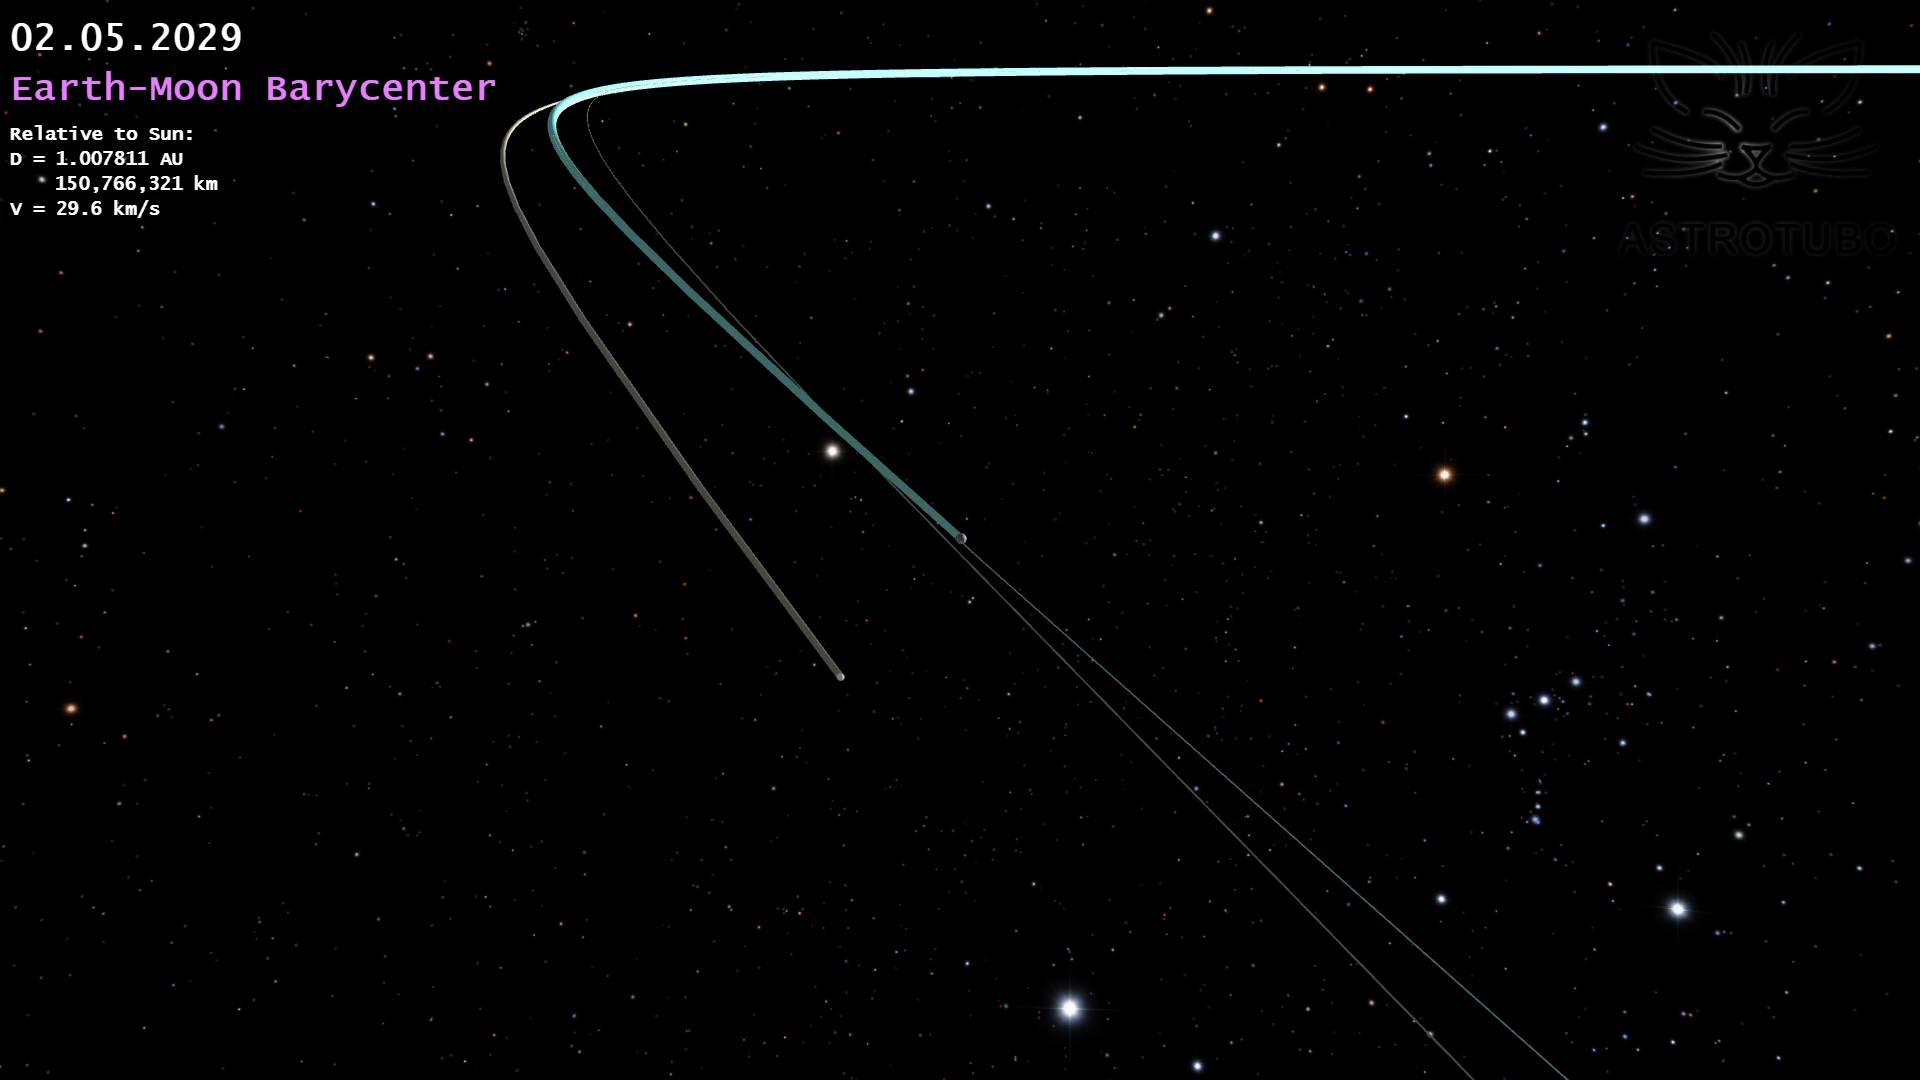 02.05.2029
Earth-Moon Barycenter
Relative to Sun:
D = 1.007811 AU
150,766,321 km
V = 29.6 km/s
ASTROTUBO